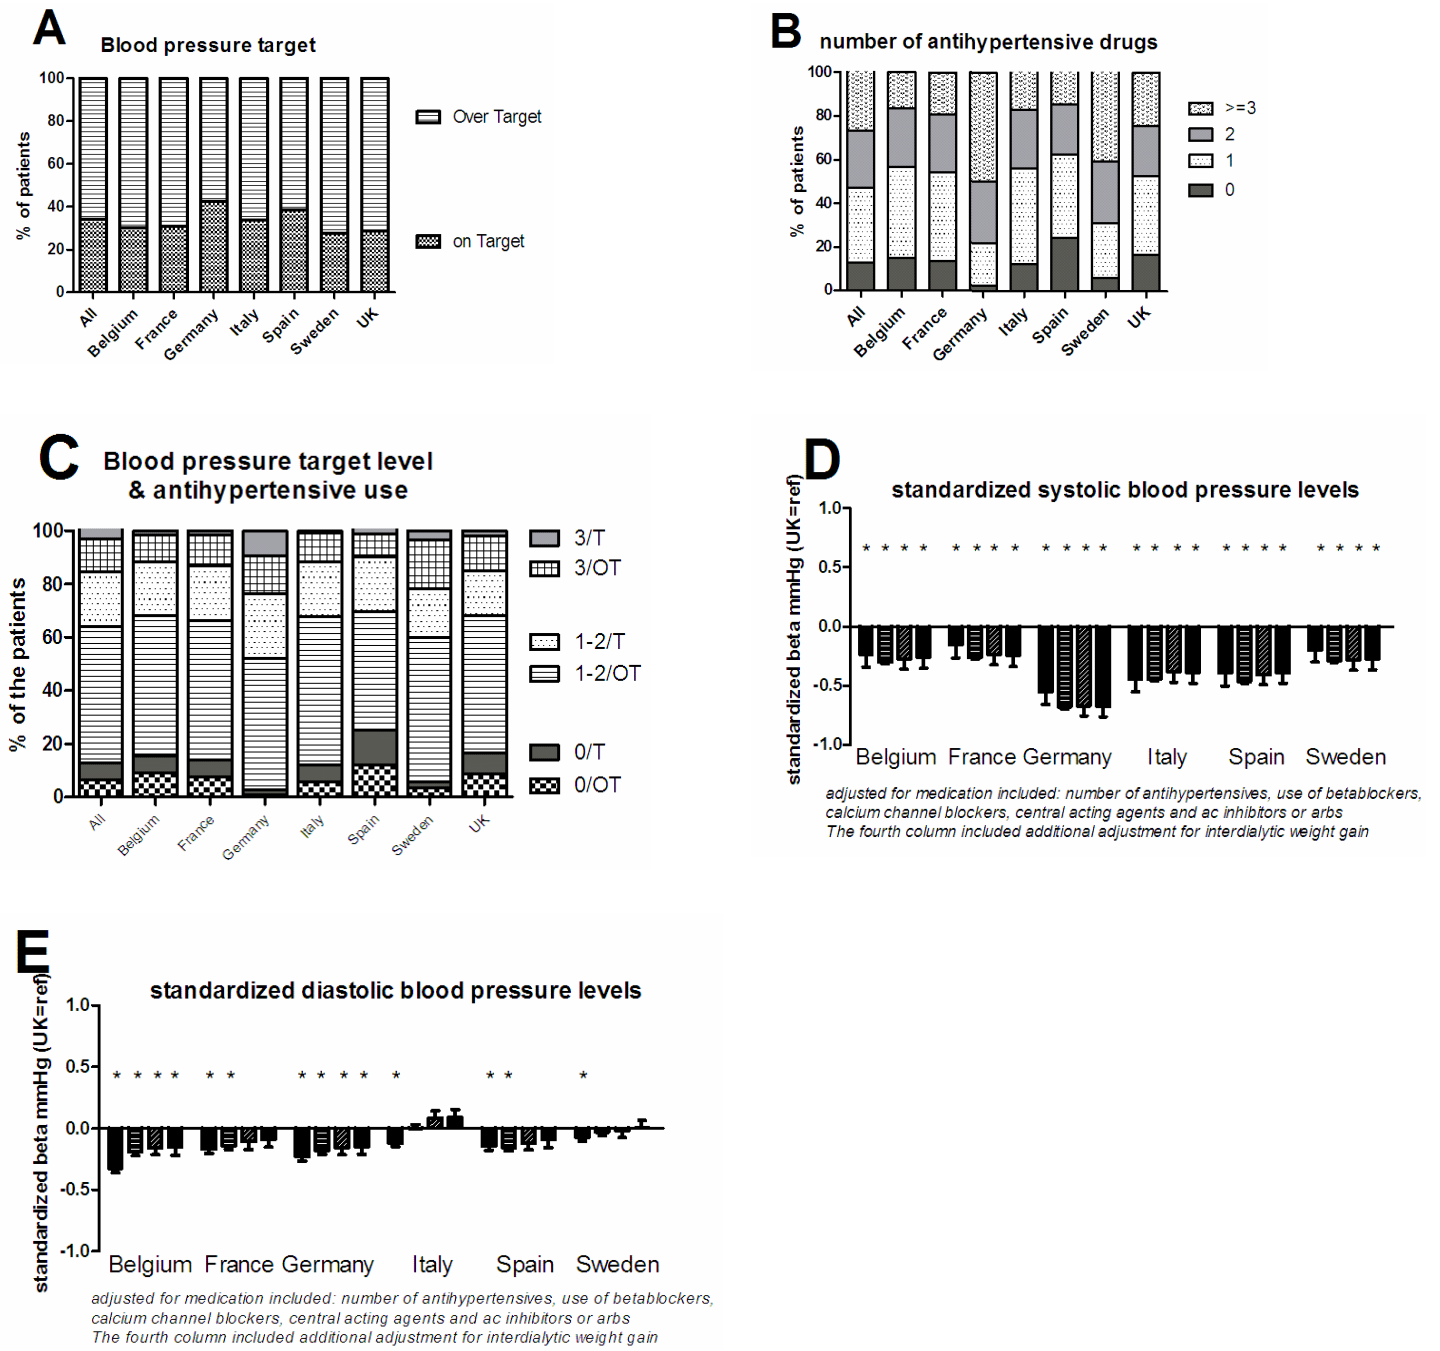 A
Blood pressure target
% of patients
100
80
60
40
20
0
All
Belgium
France
Germany
Italy
Spain
Sweden
UK
Over Target
on Target
B
number of antihypertensive drugs
% of patients
100
80
60
40
20
0
All
Belgium
France
Germany
Italy
Spain
Sweden
UK
>=3
2
1
0
C
Blood pressure target level
& antihypertensive use
% of the patients
100
80
60
40
20
0
All
Belgium
France
Germany
Italy
Spain
Sweden
UK
3/T
3/OT
1-2/T
1-2/OT
0/T
0/OT
D
standardized systolic blood pressure levels
standardized beta mmHg (UK=ref)
1.0
0.5
0.0
-0.5
-1.0
* * * * * * * * * * * * * * * * * * * * * * * *
Belgium France Germany Italy Spain Sweden
adjusted for medication included: number of antihypertensives, use of betablockers,
calcium channel blockers, central acting agents and ac inhibitors or arbs
The fourth column included additional adjustment for interdialytic weight gain
E
standardized diastolic blood pressure levels
standardized beta mmHg (UK=ref)
1.0
0.5
0.0
-0.5
-1.0
* * * * * * * * * * * * * *
Belgium France Germany Italy Spain Sweden
adjusted for medication included: number of antihypertensives, use of betablockers,
calcium channel blockers, central acting agents and ac inhibitors or arbs
The fourth column included additional adjustment for interdialytic weight gain